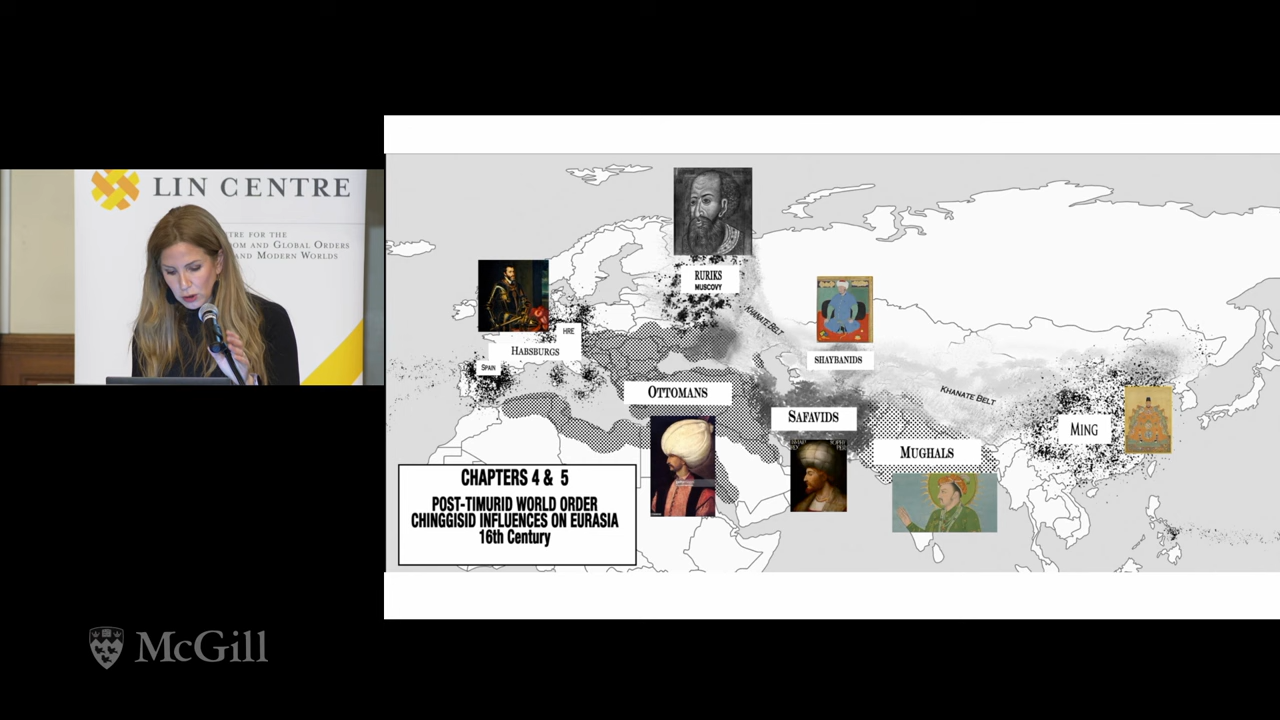 LIN CENTRE
TRE FOR THE
OM AND GLOBAL ORDERS
AND MODERN WORLDS
RURIKS
MUSCOVY
KHANATE BELT
HRE
HABSBURGS
SPAIN
SHAYBANIDS
OTTOMANS
SAFAVIDS
KHANATE BELT
MING
MUGHALS
CHAPTERS 4 & 5
POST-TIMURID WORLD ORDER
CHINGGISID INFLUENCES ON EURASIA
16th Century
McGill